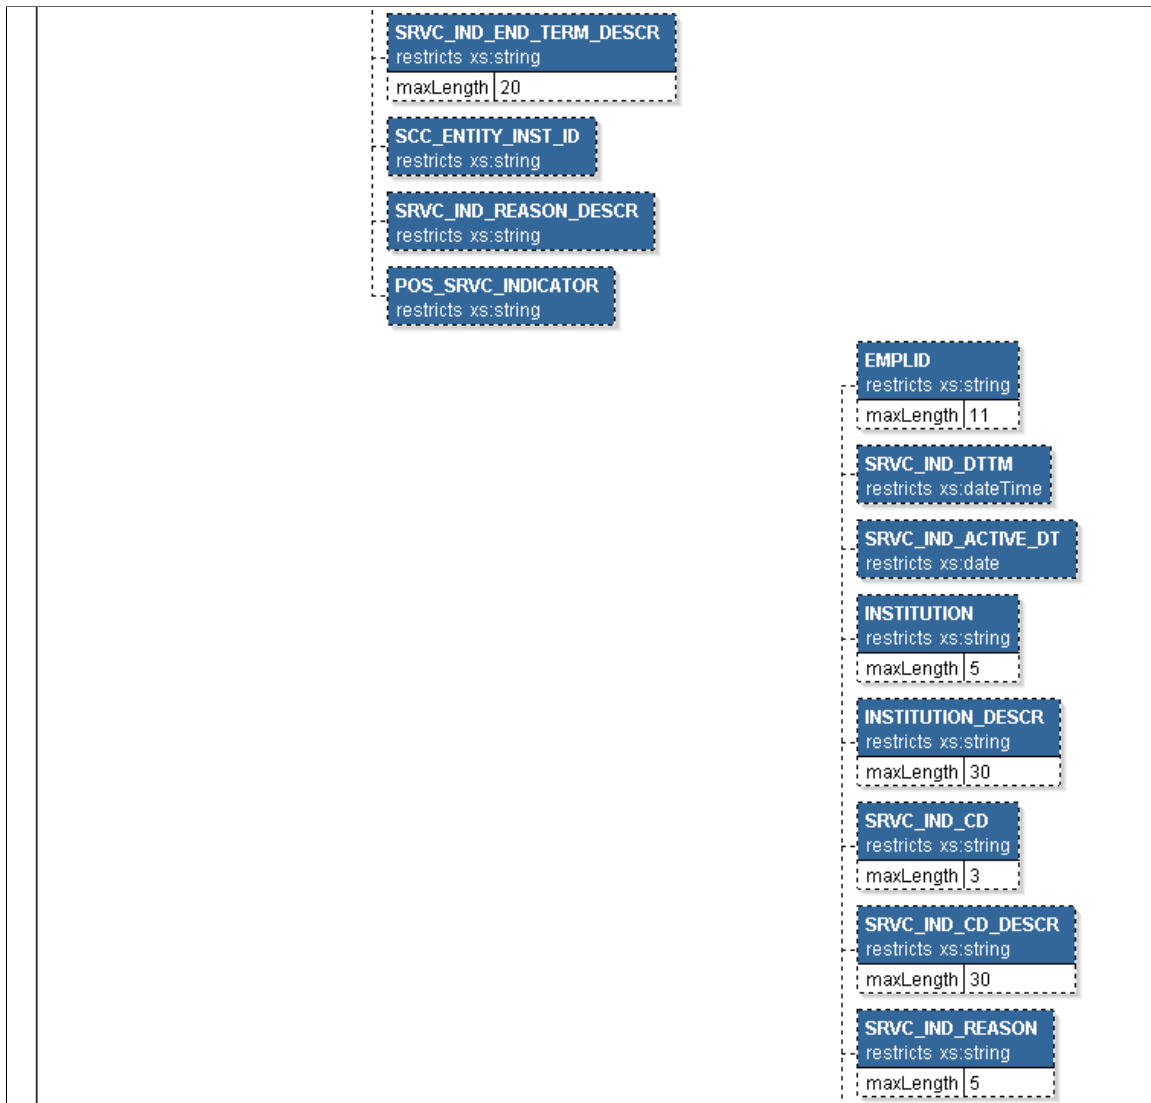 SRVC_IND_END_TERM_DESCR
restricts xs:string
maxLength 20
SCC_ENTITY_INST_ID
restricts xs:string
SRVC_IND_REASON_DESCR
restricts xs:string
POS_SRVC_INDICATOR
restricts xs:string
EMPLID
restricts xs:string
maxLength 11
SRVC_IND_DTTM
restricts xs:dateTime
SRVC_IND_ACTIVE_DT
restricts xs:date
INSTITUTION
restricts xs:string
maxLength 5
INSTITUTION_DESCR
restricts xs:string
maxLength 30
SRVC_IND_CD
restricts xs:string
maxLength 3
SRVC_IND_CD_DESCR
restricts xs:string
maxLength 30
SRVC_IND_REASON
restricts xs:string
maxLength 5